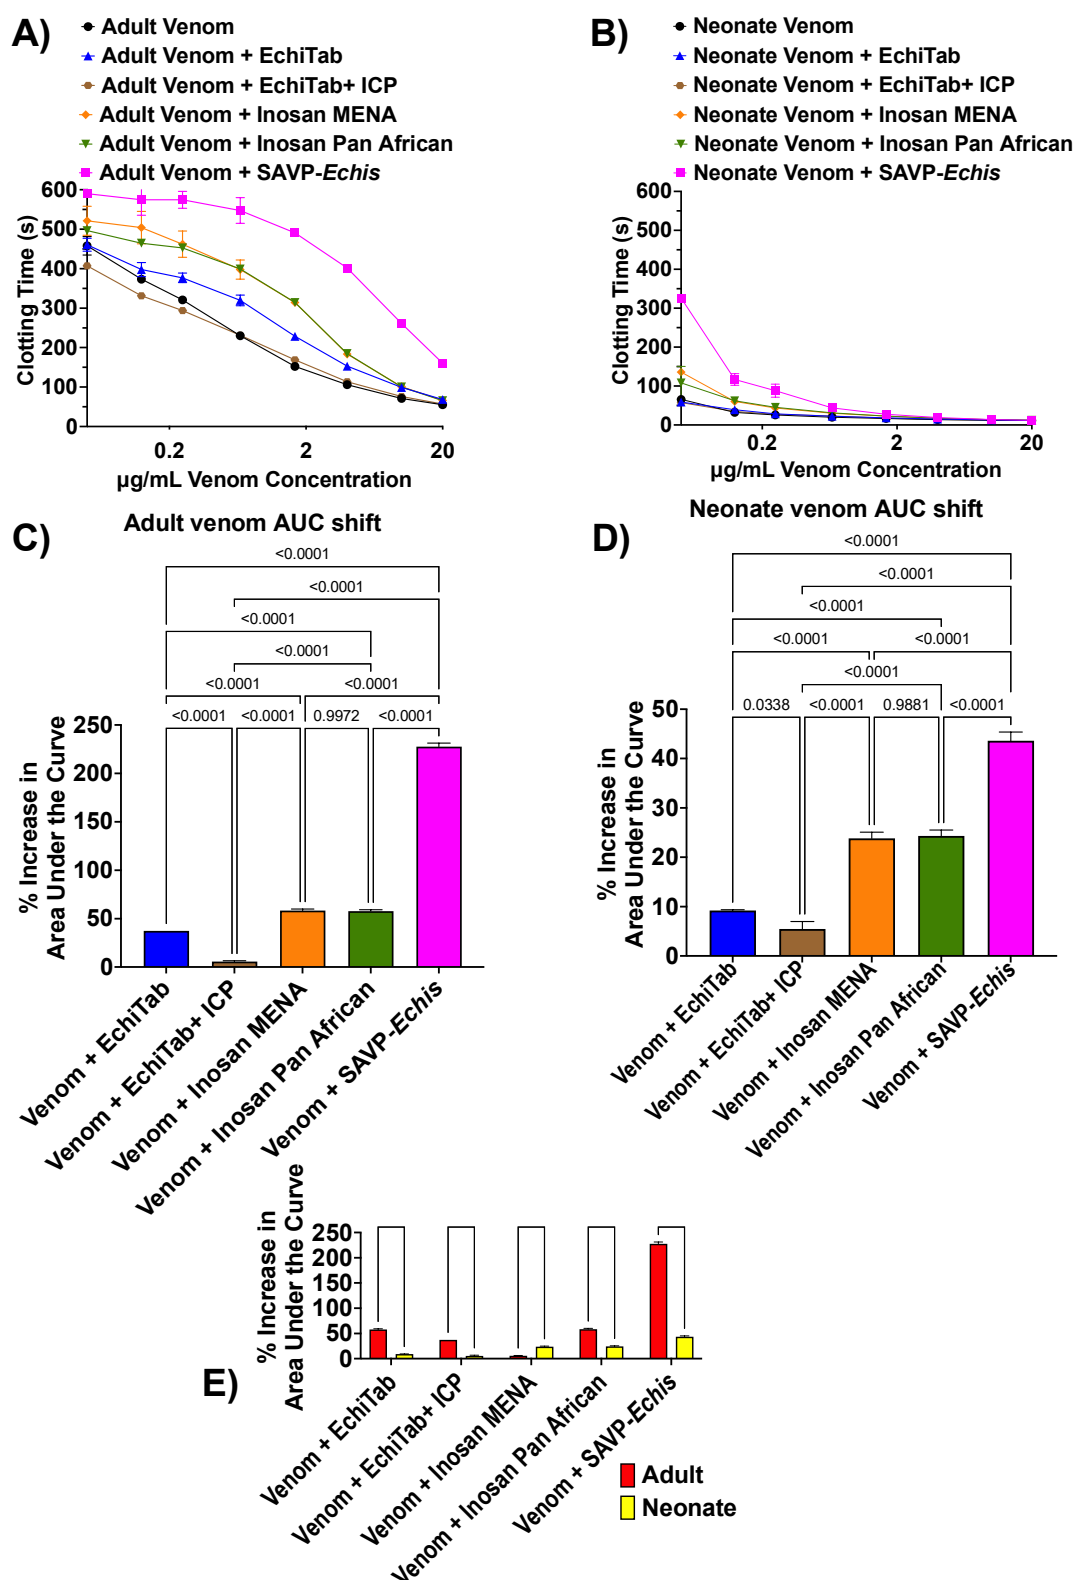 A)
Adult Venom
Adult Venom + EchiTab
Adult Venom + EchiTab+ ICP
Adult Venom + Inosan MENA
Adult Venom + Inosan Pan African
Adult Venom + SAVP-Echis
600
500
400
300
200
100
0
Clotting Time (s)
0.2
2
20
µg/mL Venom Concentration
B)
Neonate Venom
Neonate Venom + EchiTab
Neonate Venom + EchiTab+ ICP
Neonate Venom + Inosan MENA
Neonate Venom + Inosan Pan African
Neonate Venom + SAVP-Echis
600
500
400
300
200
100
0
Clotting Time (s)
0.2
2
20
µg/mL Venom Concentration
C)
Adult venom AUC shift
<0.0001
<0.0001
<0.0001
<0.0001
<0.0001
<0.0001
<0.0001
<0.0001
0.9972
<0.0001
250
200
150
100
50
0
% Increase in
Area Under the Curve
Venom + EchiTab
Venom + EchiTab+ ICP
Venom + Inosan MENA
Venom + Inosan Pan African
Venom + SAVP-Echis
D)
Neonate venom AUC shift
<0.0001
<0.0001
<0.0001
<0.0001
<0.0001
<0.0001
0.0338
<0.0001
0.9881
<0.0001
50
40
30
20
10
0
% Increase in
Area Under the Curve
Venom + EchiTab
Venom + EchiTab+ ICP
Venom + Inosan MENA
Venom + Inosan Pan African
Venom + SAVP-Echis
E)
% Increase in
Area Under the Curve
250
200
150
100
50
0
Venom + EchiTab
Venom + EchiTab+ ICP
Venom + Inosan MENA
Venom + Inosan Pan African
Venom + SAVP-Echis
Adult
Neonate